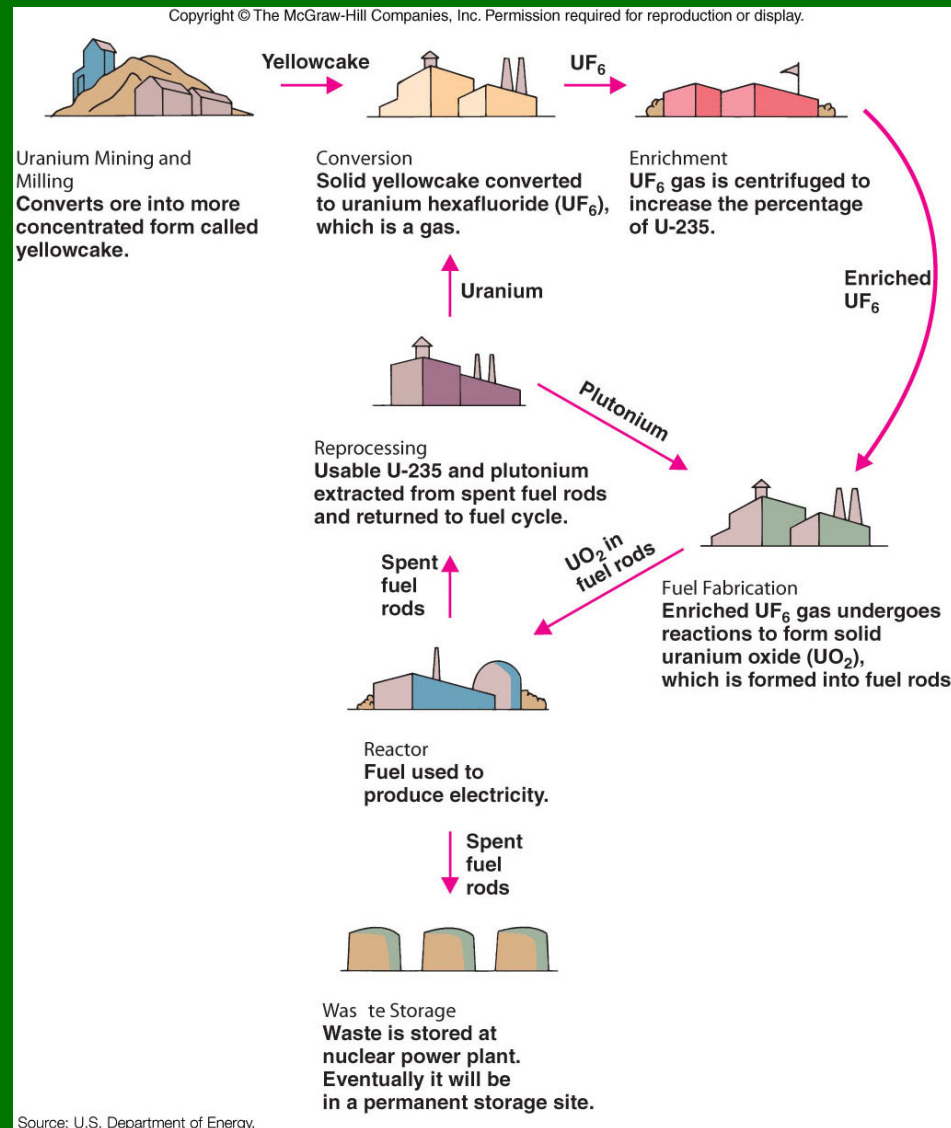 Copyright © The McGraw-Hill Companies, Inc. Permission required for reproduction or display.
Yellowcake
UF₆
Uranium Mining and
Milling
Converts ore into more
concentrated form called
yellowcake.
Conversion
Solid yellowcake converted
to uranium hexafluoride (UF₆),
which is a gas.
Enrichment
UF₆ gas is centrifuged to
increase the percentage
of U-235.
Enriched
UF₆
Uranium
Plutonium
Reprocessing
Usable U-235 and plutonium
extracted from spent fuel rods
and returned to fuel cycle.
UO₂ in
fuel rods
Fuel Fabrication
Enriched UF₆ gas undergoes
reactions to form solid
uranium oxide (UO₂),
which is formed into fuel rods
Spent
fuel
rods
Reactor
Fuel used to
produce electricity.
Spent
fuel
rods
Was te Storage
Waste is stored at
nuclear power plant.
Eventually it will be
in a permanent storage site.
Source: U.S. Department of Energy.